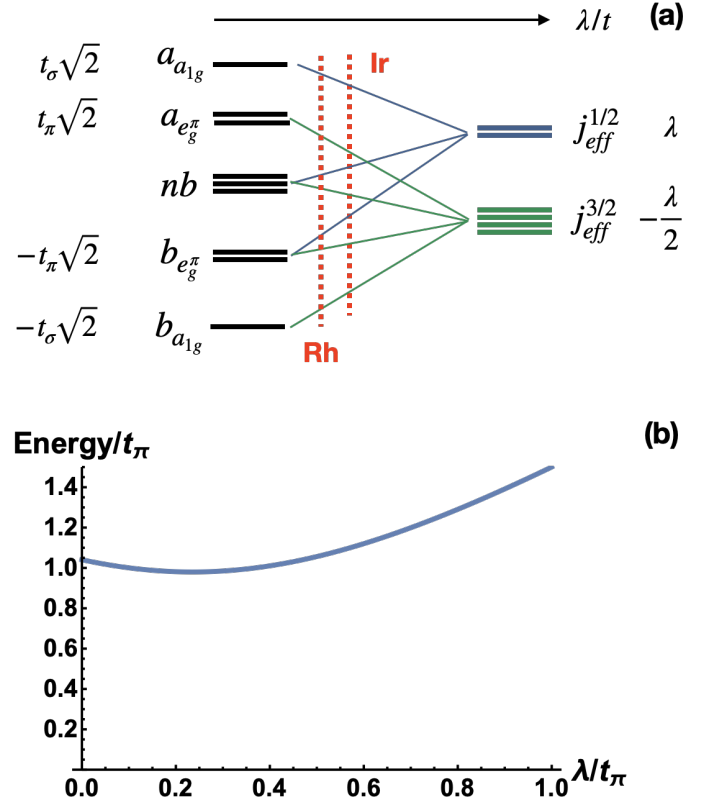 λ/t (a)
t_σ√2 a_{a_{1g}} Ir
t_π√2 a_{e_g^π} j_{eff}^{1/2} λ
nb
j_{eff}^{3/2} −λ/2
−t_π√2 b_{e_g^π}
−t_σ√2 b_{a_{1g}}
Rh
(b)
Energy/t_π
1.4
1.2
1.0
0.8
0.6
0.4
0.2
0.0 0.2 0.4 0.6 0.8 1.0 λ/t_π